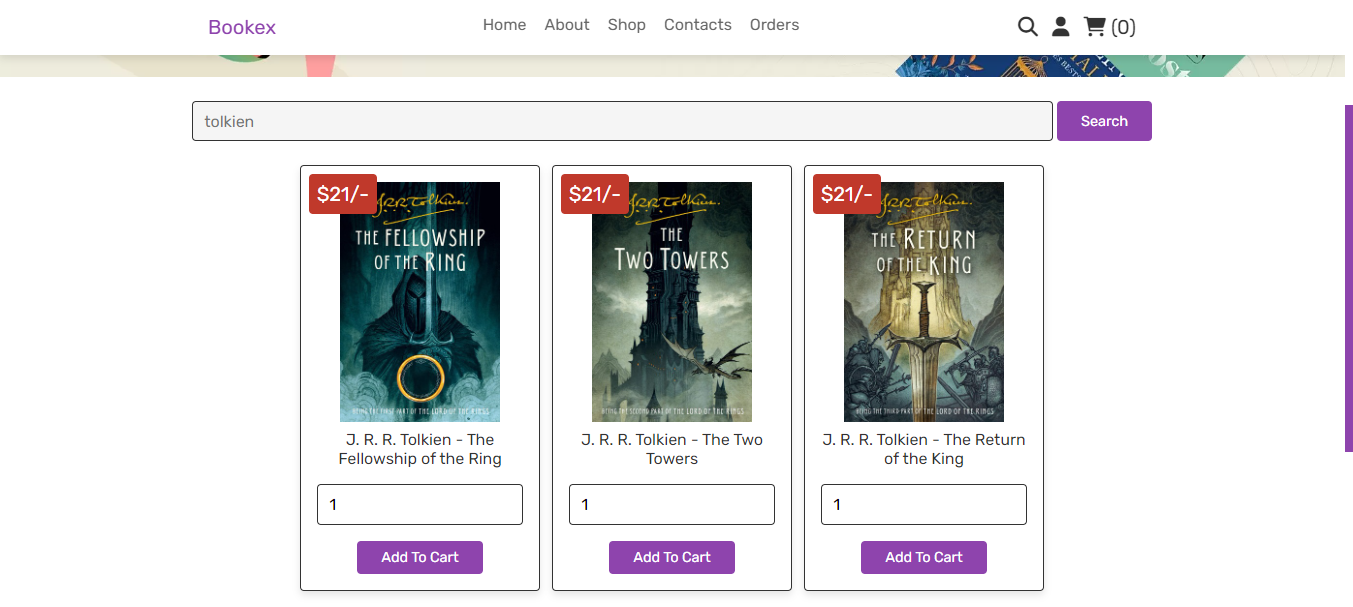 Bookex
Home About Shop Contacts Orders
(0)
tolkien
Search
$21/-
$21/-
$21/-
J.R.R. Tolkien.
THE FELLOWSHIP
OF THE RING
BEING THE FIRST PART OF THE LORD OF THE RINGS
J.R.R. Tolkien.
THE
TWO TOWERS
BEING THE SECOND PART OF THE LORD OF THE RINGS
J.R.R. Tolkien.
THE RETURN
OF THE KING
BEING THE THIRD PART OF THE LORD OF THE RINGS
J. R. R. Tolkien - The
Fellowship of the Ring
J. R. R. Tolkien - The Two
Towers
J. R. R. Tolkien - The Return
of the King
1
1
1
Add To Cart
Add To Cart
Add To Cart